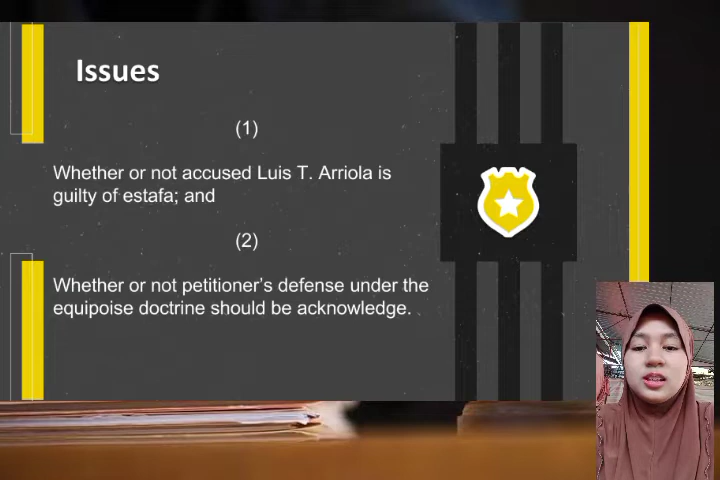 Issues
(1)
Whether or not accused Luis T. Arriola is
guilty of estafa; and
(2)
Whether or not petitioner's defense under the
equipoise doctrine should be acknowledge.